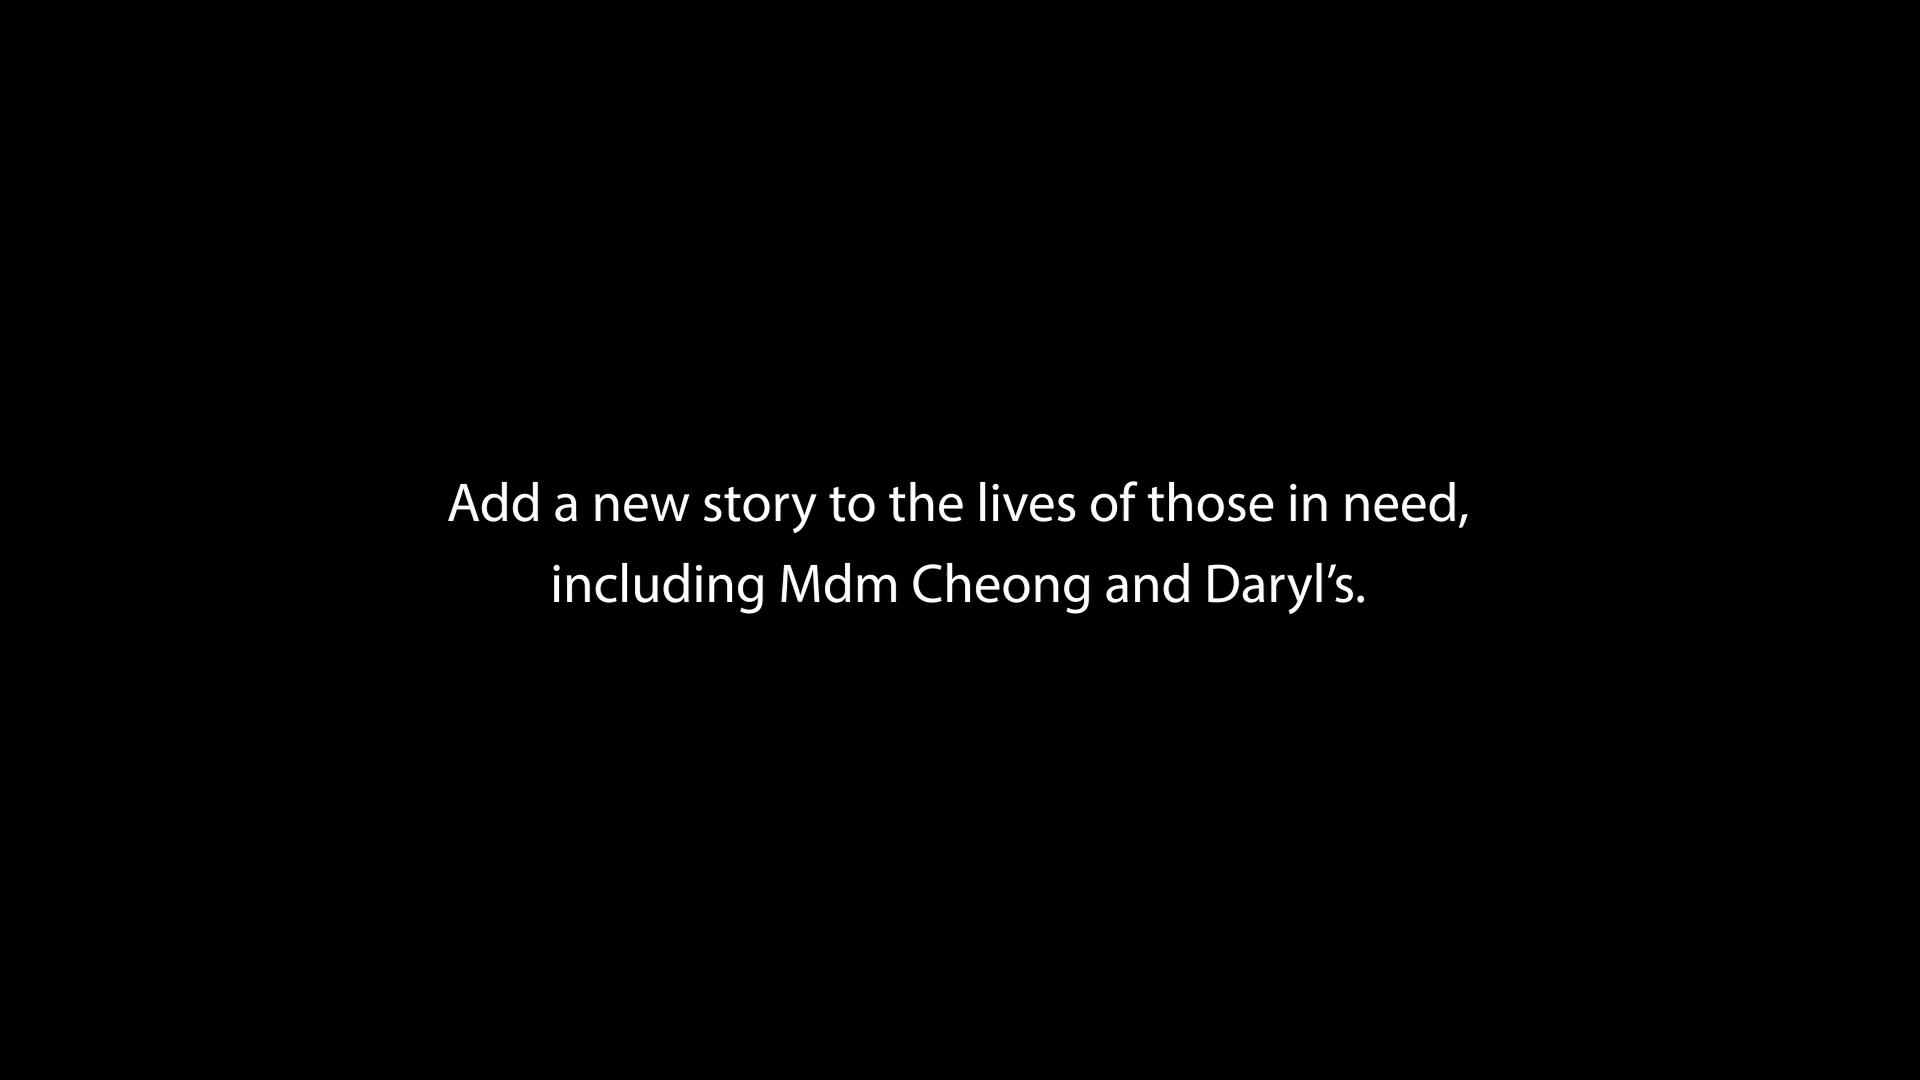 Add a new story to the lives of those in need,
including Mdm Cheong and Daryl’s.